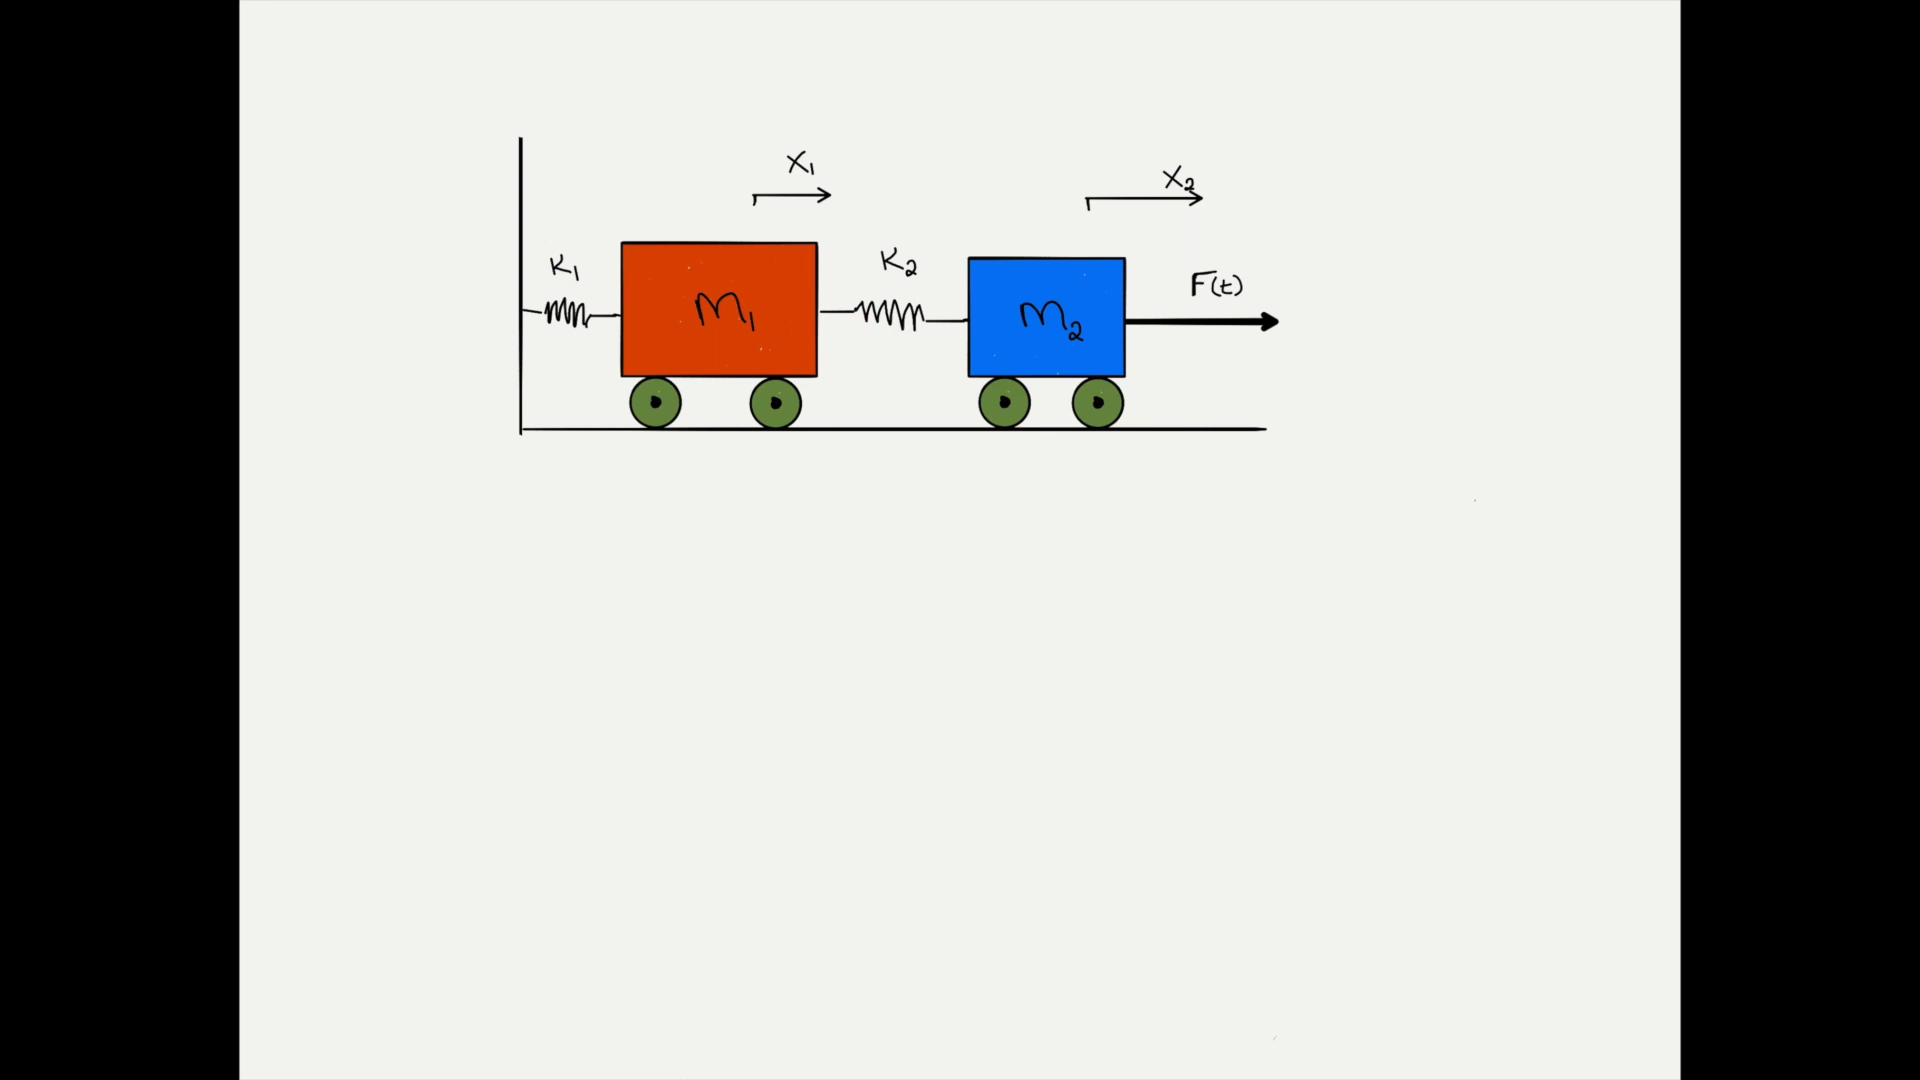 X₁
X₂
K₁
K₂
F(t)
m₁
m₂